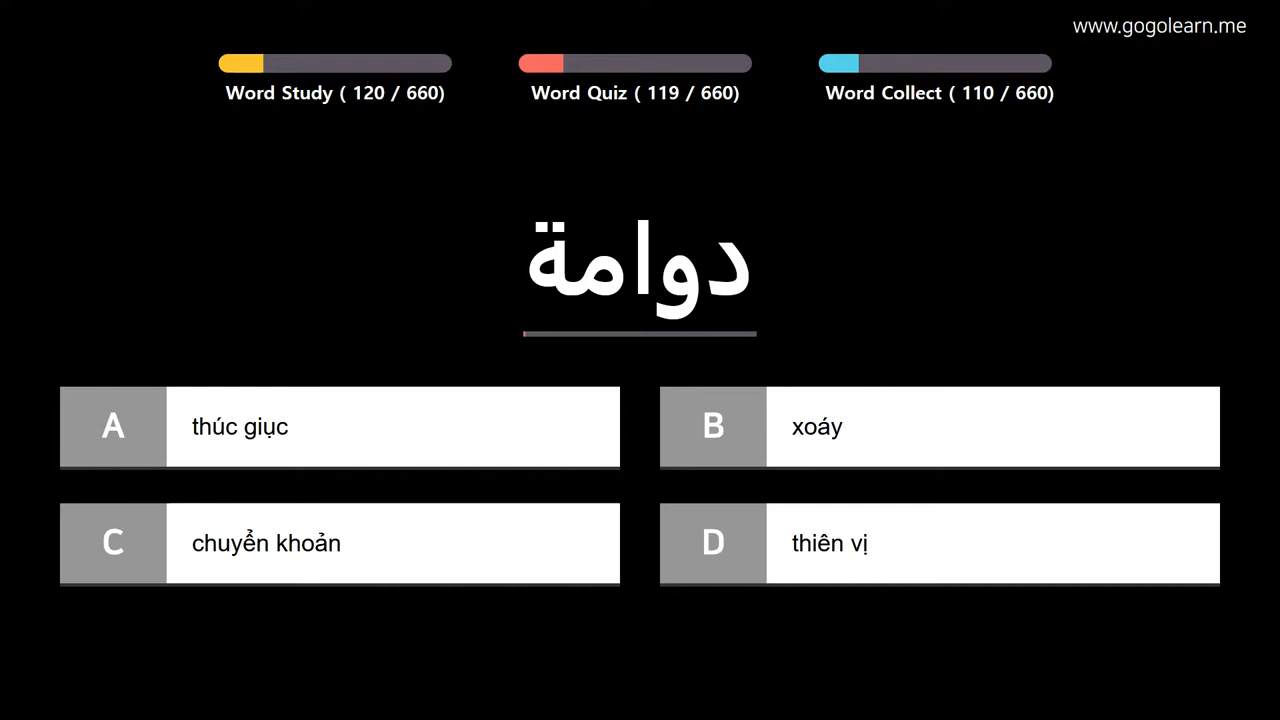 www.gogolearn.me
Word Study ( 120 / 660)
Word Quiz ( 119 / 660)
Word Collect ( 110 / 660)
دوامة
A
thúc giục
B
xoáy
C
chuyển khoản
D
thiên vị